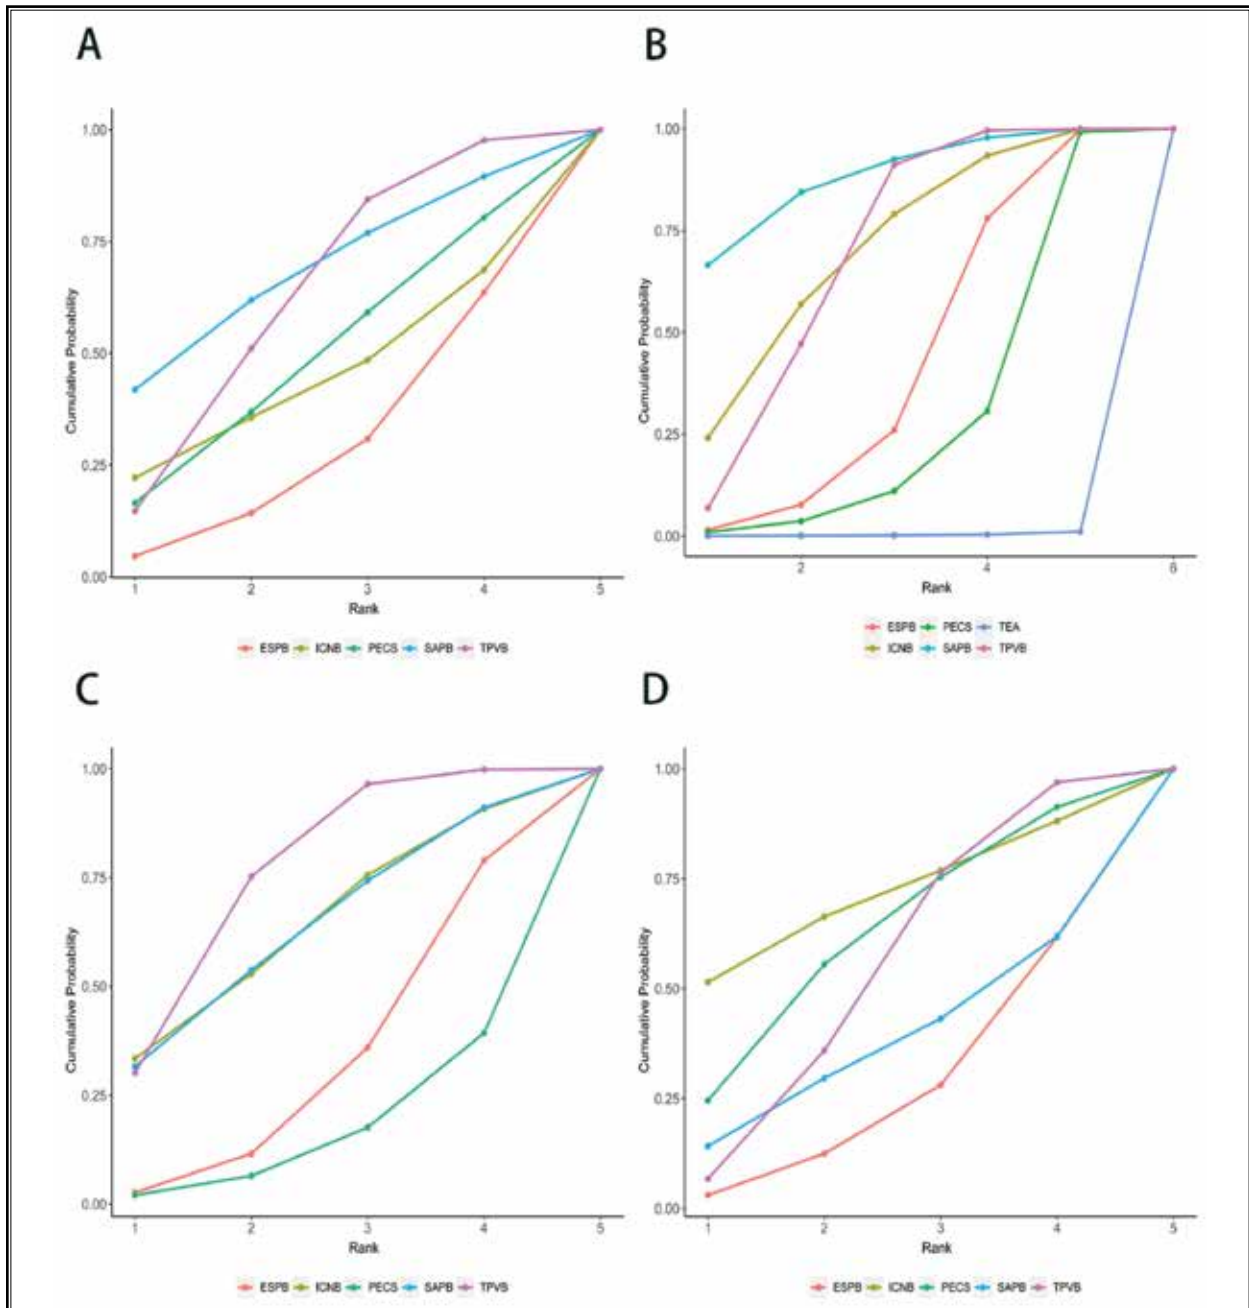 A
B
Cumulative Probability
1.00
0.75
0.50
0.25
0.00
1 2 3 4 5
Rank
ESPB ICNB PECS SAPB TPVB
Cumulative Probability
1.00
0.75
0.50
0.25
0.00
2 4 6
Rank
ESPB PECS TEA
ICNB SAPB TPVB
C
D
Cumulative Probability
1.00
0.75
0.50
0.25
0.00
1 2 3 4 5
Rank
ESPB ICNB PECS SAPB TPVB
Cumulative Probability
1.00
0.75
0.50
0.25
0.00
1 2 3 4 5
Rank
ESPB ICNB PECS SAPB TPVB